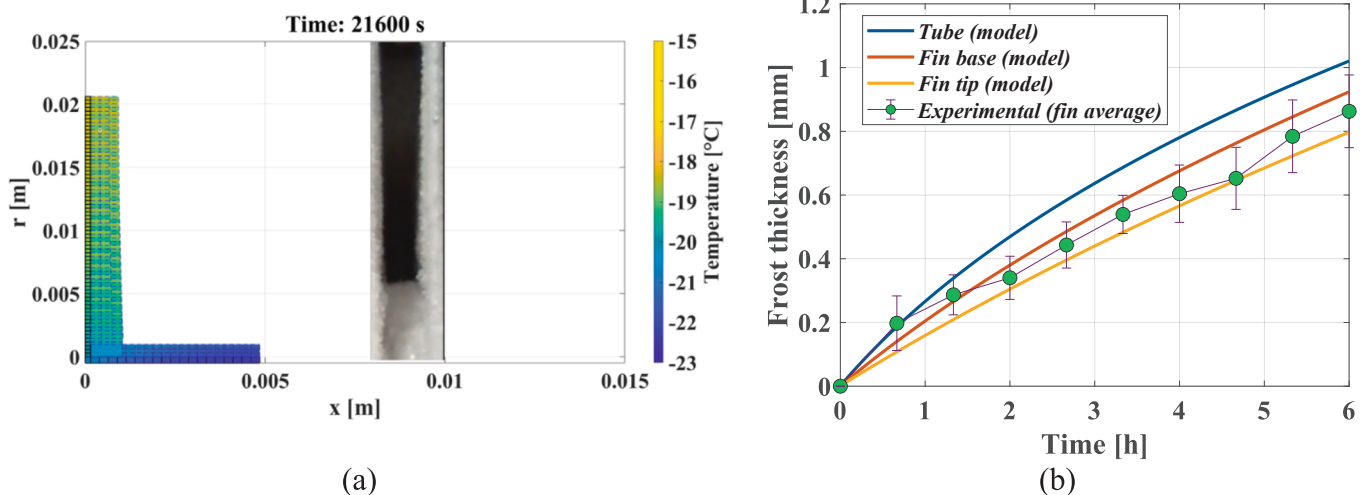 Time: 21600 s
0.025
0.02
0.015
0.01
0.005
0
r [m]
0
0.005
0.01
0.015
x [m]
-15
-16
-17
-18
-19
-20
-21
-22
-23
Temperature [°C]
(a)
1.2
1
0.8
0.6
0.4
0.2
0
Frost thickness [mm]
Tube (model)
Fin base (model)
Fin tip (model)
Experimental (fin average)
0
1
2
3
4
5
6
Time [h]
(b)